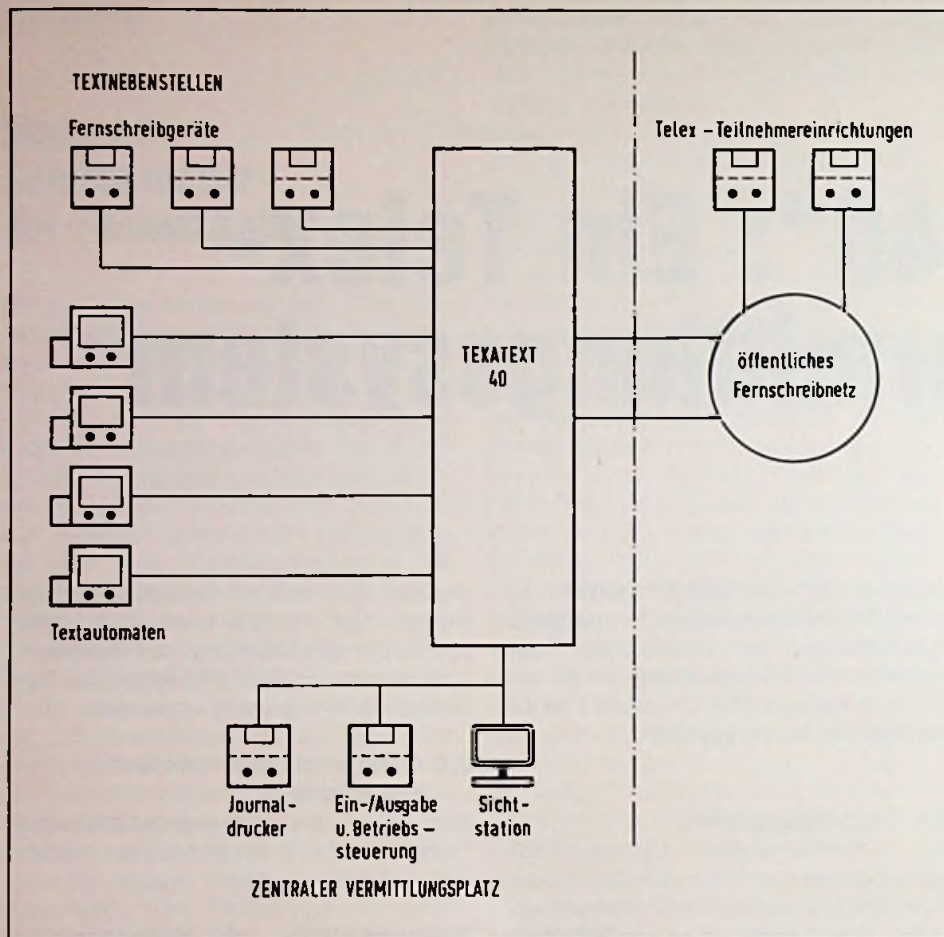 TEXTNEBENSTELLEN
Fernschreibgeräte
Telex - Teilnehmereinrichtungen
TEXATEXT
40
öffentliches
Fernschreibnetz
Textautomaten
Journal-
drucker
Ein-/Ausgabe
u. Betriebs-
steuerung
Sicht-
station
ZENTRALER VERMITTLUNGSPLATZ